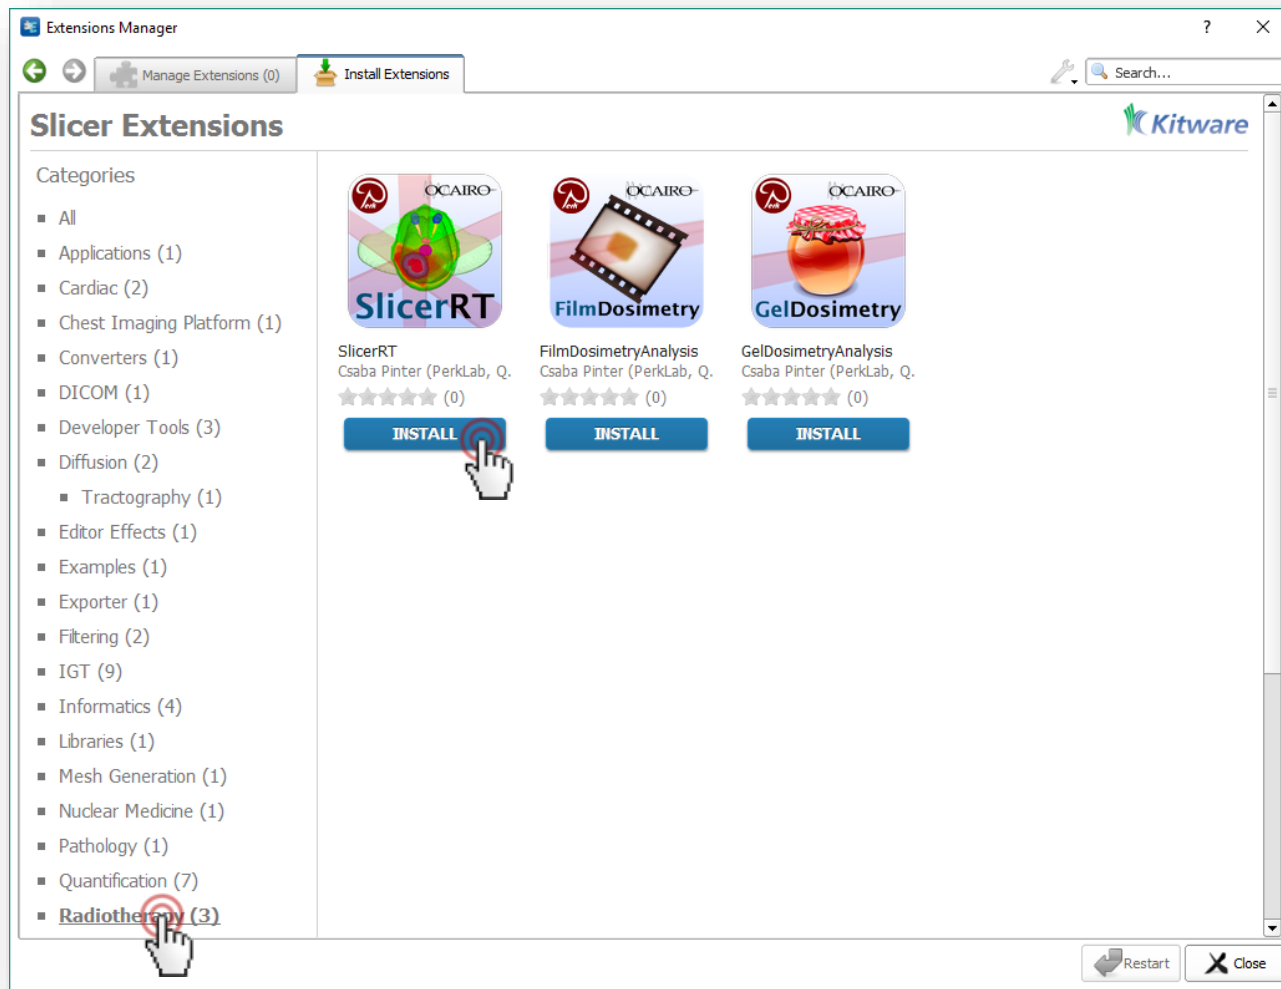 Extensions Manager
?
Manage Extensions (0)
Install Extensions
Search...
Slicer Extensions
Kitware
Categories
All
Applications (1)
Cardiac (2)
Chest Imaging Platform (1)
Converters (1)
DICOM (1)
Developer Tools (3)
Diffusion (2)
Tractography (1)
Editor Effects (1)
Examples (1)
Exporter (1)
Filtering (2)
IGT (9)
Informatics (4)
Libraries (1)
Mesh Generation (1)
Nuclear Medicine (1)
Pathology (1)
Quantification (7)
Radiotherapy (3)
Perk
OCAIRO
SlicerRT
SlicerRT
Csaba Pinter (PerkLab, Q.
(0)
INSTALL
Perk
OCAIRO
FilmDosimetry
FilmDosimetryAnalysis
Csaba Pinter (PerkLab, Q.
(0)
INSTALL
Perk
OCAIRO
GelDosimetry
GelDosimetryAnalysis
Csaba Pinter (PerkLab, Q.
(0)
INSTALL
Restart
Close